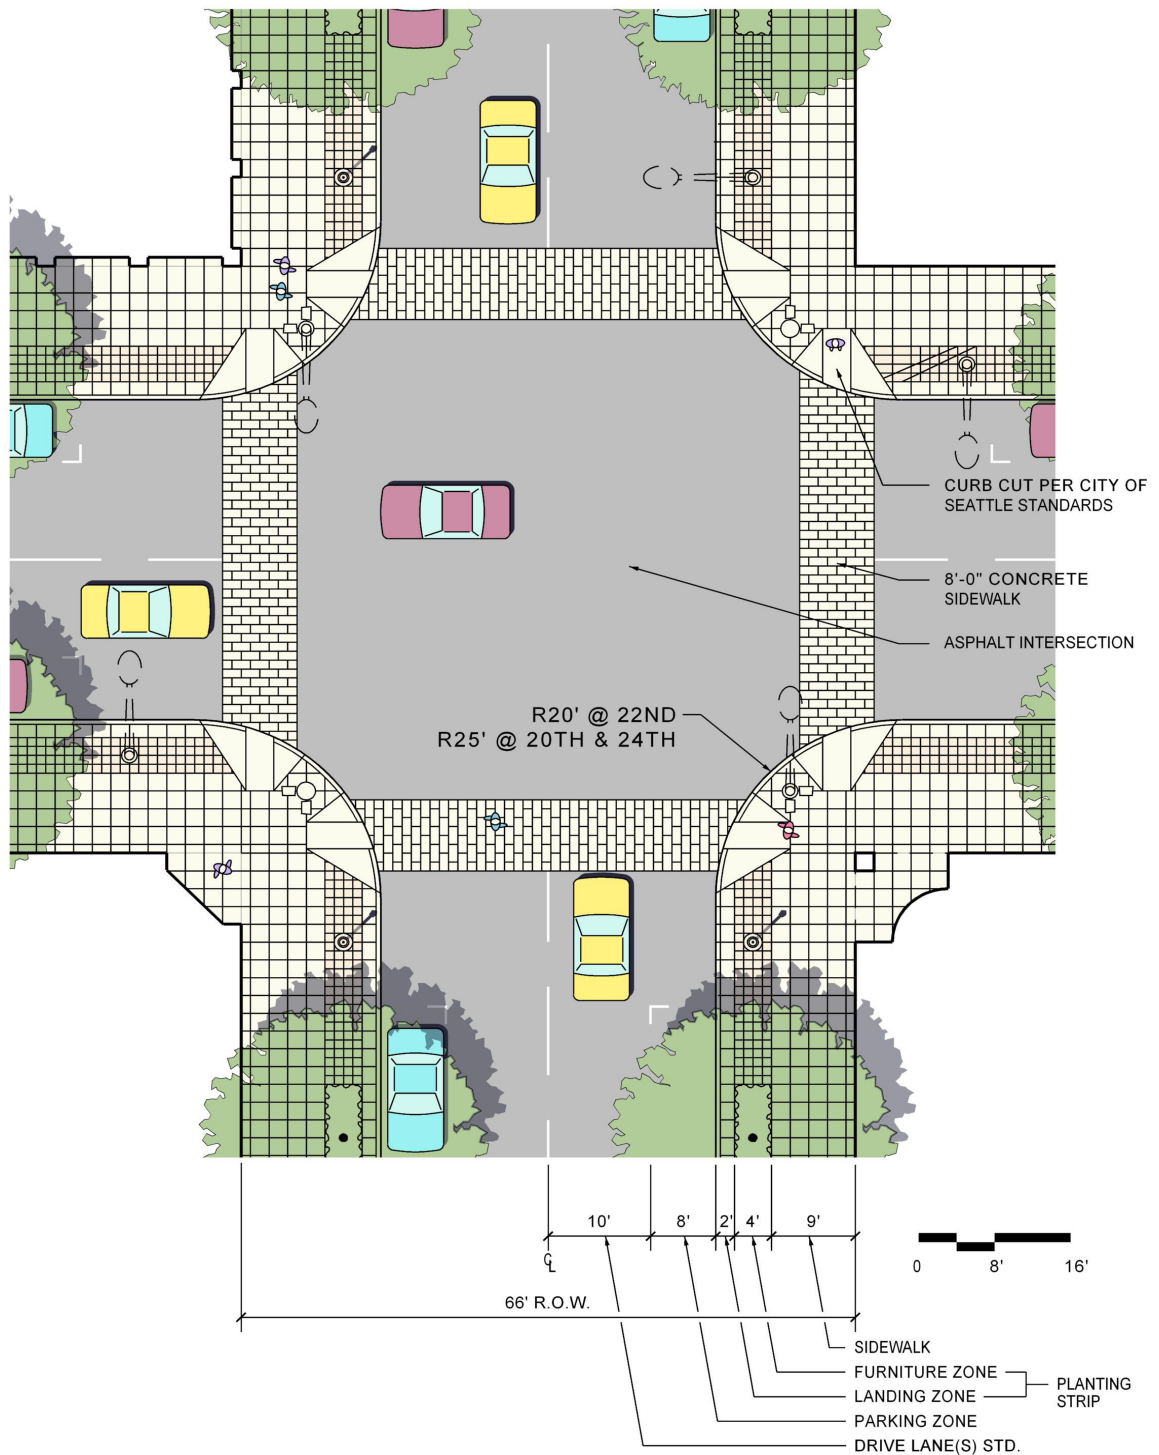 CURB CUT PER CITY OF
SEATTLE STANDARDS
8'-0" CONCRETE
SIDEWALK
ASPHALT INTERSECTION
R20' @ 22ND
R25' @ 20TH & 24TH
10' 8' 2' 4' 9'
℄
0 8' 16'
66' R.O.W.
SIDEWALK
FURNITURE ZONE
LANDING ZONE
PLANTING
STRIP
PARKING ZONE
DRIVE LANE(S) STD.